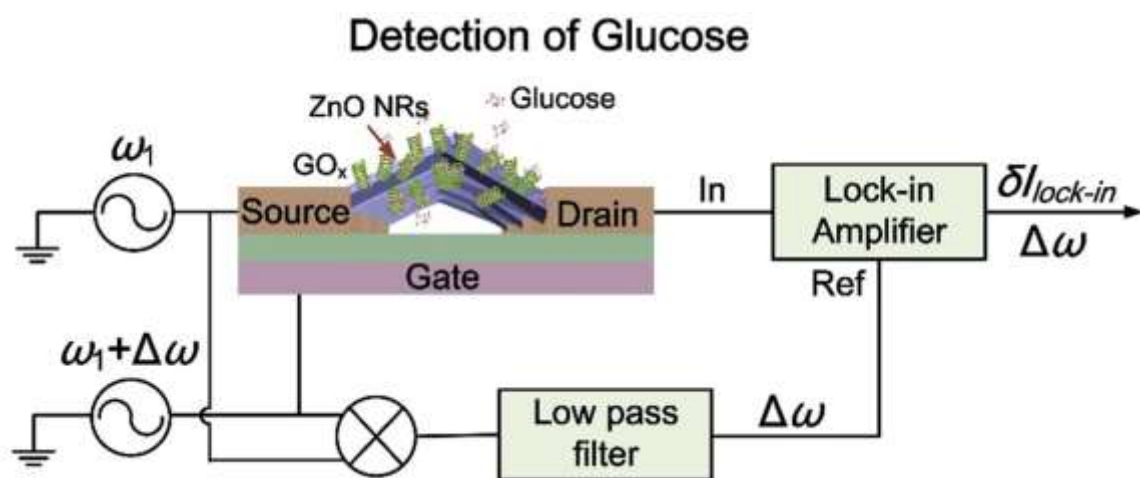 Detection of Glucose
ZnO NRs
Glucose
GOₓ
ω₁
Source
Drain
In
Lock-in
Amplifier
δI_lock-in
Δω
Gate
Ref
ω₁+Δω
Low pass
filter
Δω